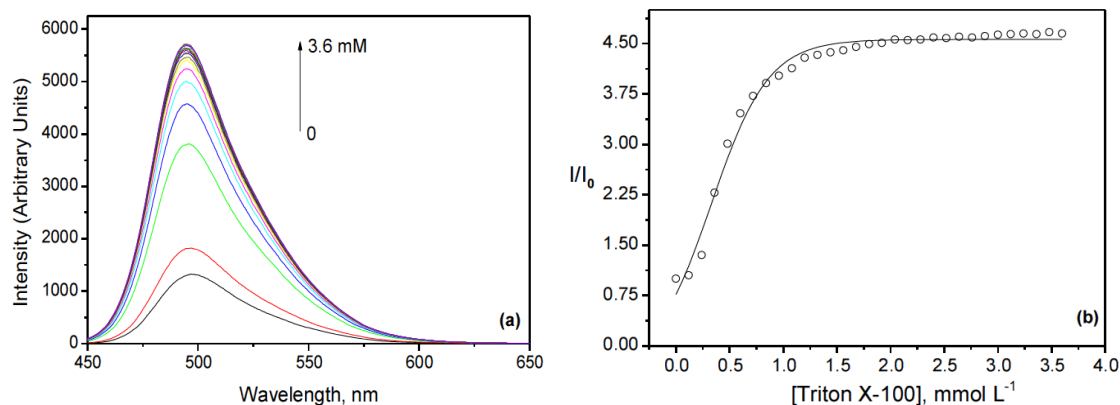 6000
5000
4000
3000
2000
1000
0
Intensity (Arbitrary Units)
3.6 mM
0
(a)
450 500 550 600 650
Wavelength, nm
4.50
3.75
3.00
2.25
1.50
0.75
0.00
I/I₀
(b)
0.0 0.5 1.0 1.5 2.0 2.5 3.0 3.5 4.0
[Triton X-100], mmol L⁻¹